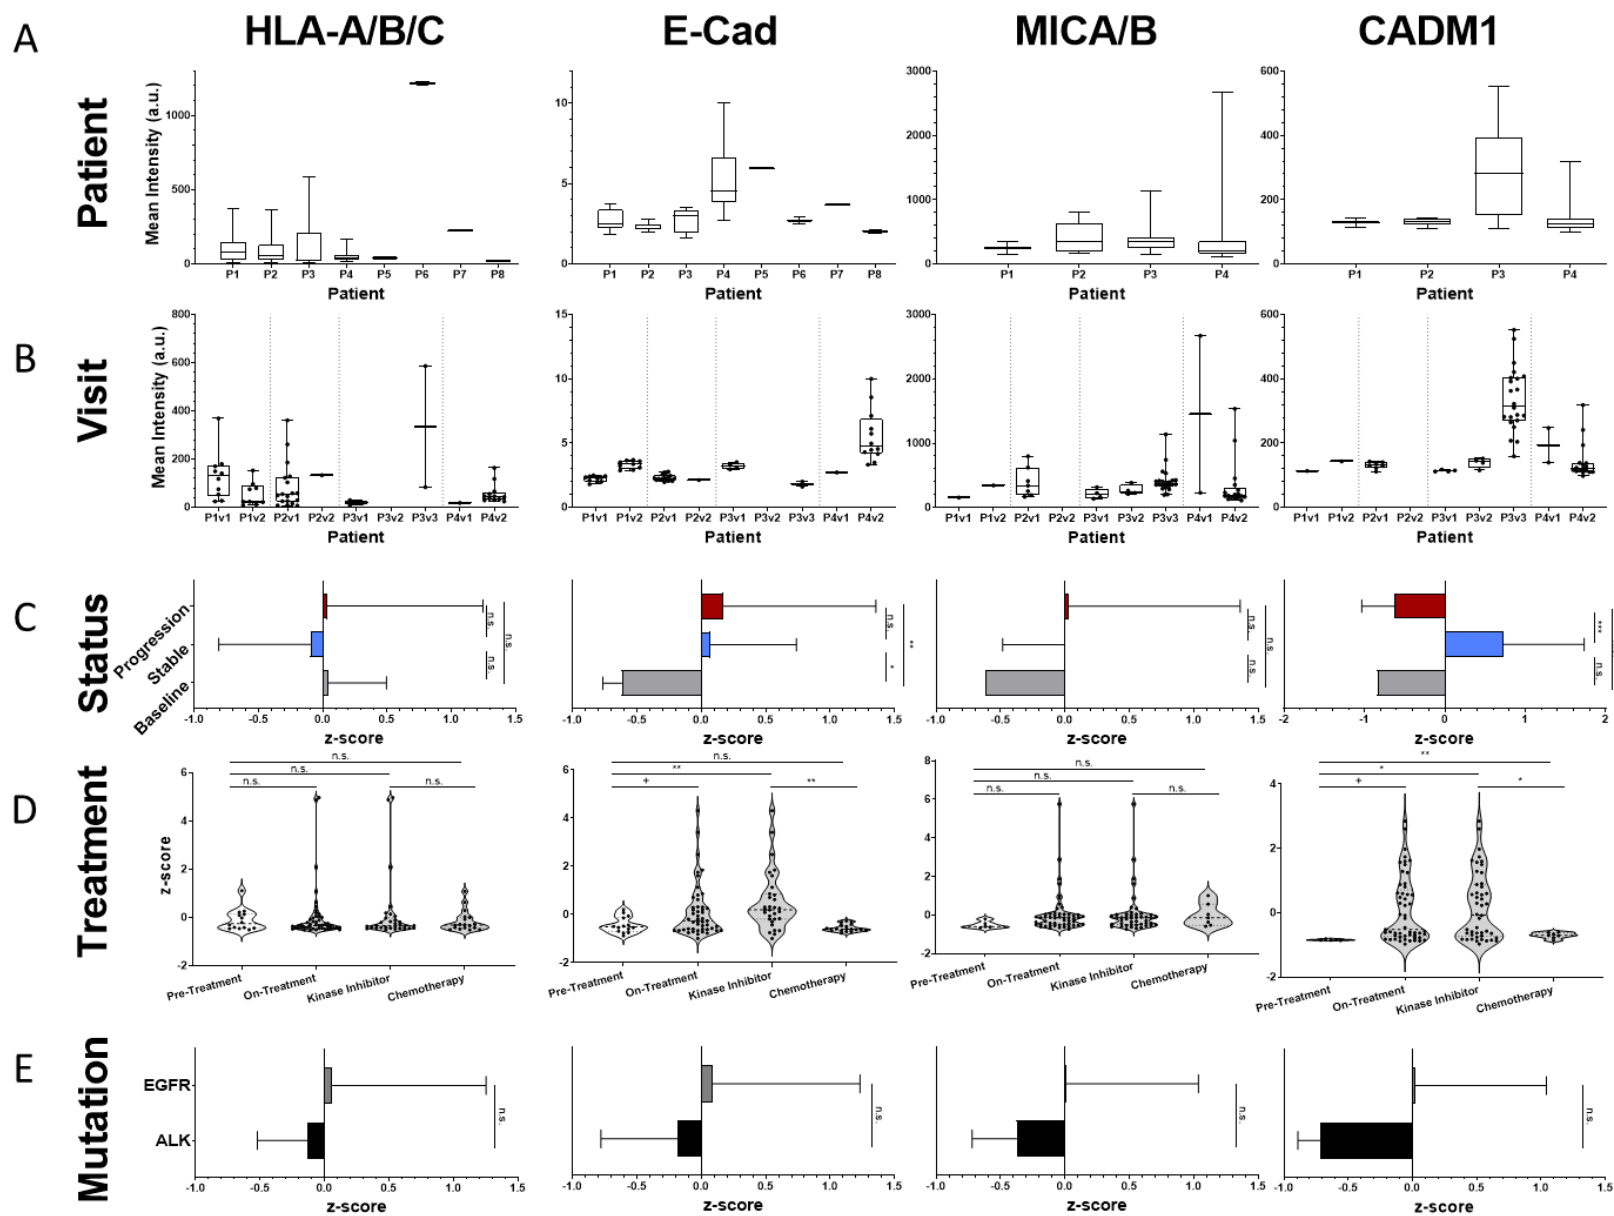 HLA-A/B/C E-Cad MICA/B CADM1
A
Patient
Mean Intensity (a.u.)
1000
500
0
P1 P2 P3 P4 P5 P6 P7 P8
Patient
10
5
0
P1 P2 P3 P4 P5 P6 P7 P8
Patient
3000
2000
1000
0
P1 P2 P3 P4
Patient
600
400
200
0
P1 P2 P3 P4
Patient
B
Visit
Mean Intensity (a.u.)
800
600
400
200
0
P1v1 P1v2 P2v1 P2v2 P3v1 P3v2 P3v3 P4v1 P4v2
Patient
15
10
5
0
P1v1 P1v2 P2v1 P2v2 P3v1 P3v2 P3v3 P4v1 P4v2
Patient
3000
2000
1000
0
P1v1 P1v2 P2v1 P2v2 P3v1 P3v2 P3v3 P4v1 P4v2
Patient
600
400
200
0
P1v1 P1v2 P2v1 P2v2 P3v1 P3v2 P3v3 P4v1 P4v2
Patient
C
Status
Progression
Stable
Baseline
n.s.
n.s.
n.s.
-1.0 -0.5 0.0 0.5 1.0 1.5
z-score
n.s.
*
**
-1.0 -0.5 0.0 0.5 1.0 1.5
z-score
n.s.
n.s.
n.s
-1.0 -0.5 0.0 0.5 1.0 1.5
z-score
***
n.s.
-2 -1 0 1 2
z-score
D
Treatment
z-score
n.s.
n.s.
n.s. n.s.
6
4
2
0
-2
Pre-Treatment On-Treatment Kinase Inhibitor Chemotherapy
n.s.
**
+ **
6
4
2
0
-2
Pre-Treatment On-Treatment Kinase Inhibitor Chemotherapy
n.s.
n.s.
n.s. n.s.
8
6
4
2
0
-2
Pre-Treatment On-Treatment Kinase Inhibitor Chemotherapy
**
*
+ *
4
2
0
-2
Pre-Treatment On-Treatment Kinase Inhibitor Chemotherapy
E
Mutation
EGFR
ALK
n.s.
-1.0 -0.5 0.0 0.5 1.0 1.5
z-score
n.s.
-1.0 -0.5 0.0 0.5 1.0 1.5
z-score
n.s.
-1.0 -0.5 0.0 0.5 1.0 1.5
z-score
n.s.
-1.0 -0.5 0.0 0.5 1.0 1.5
z-score